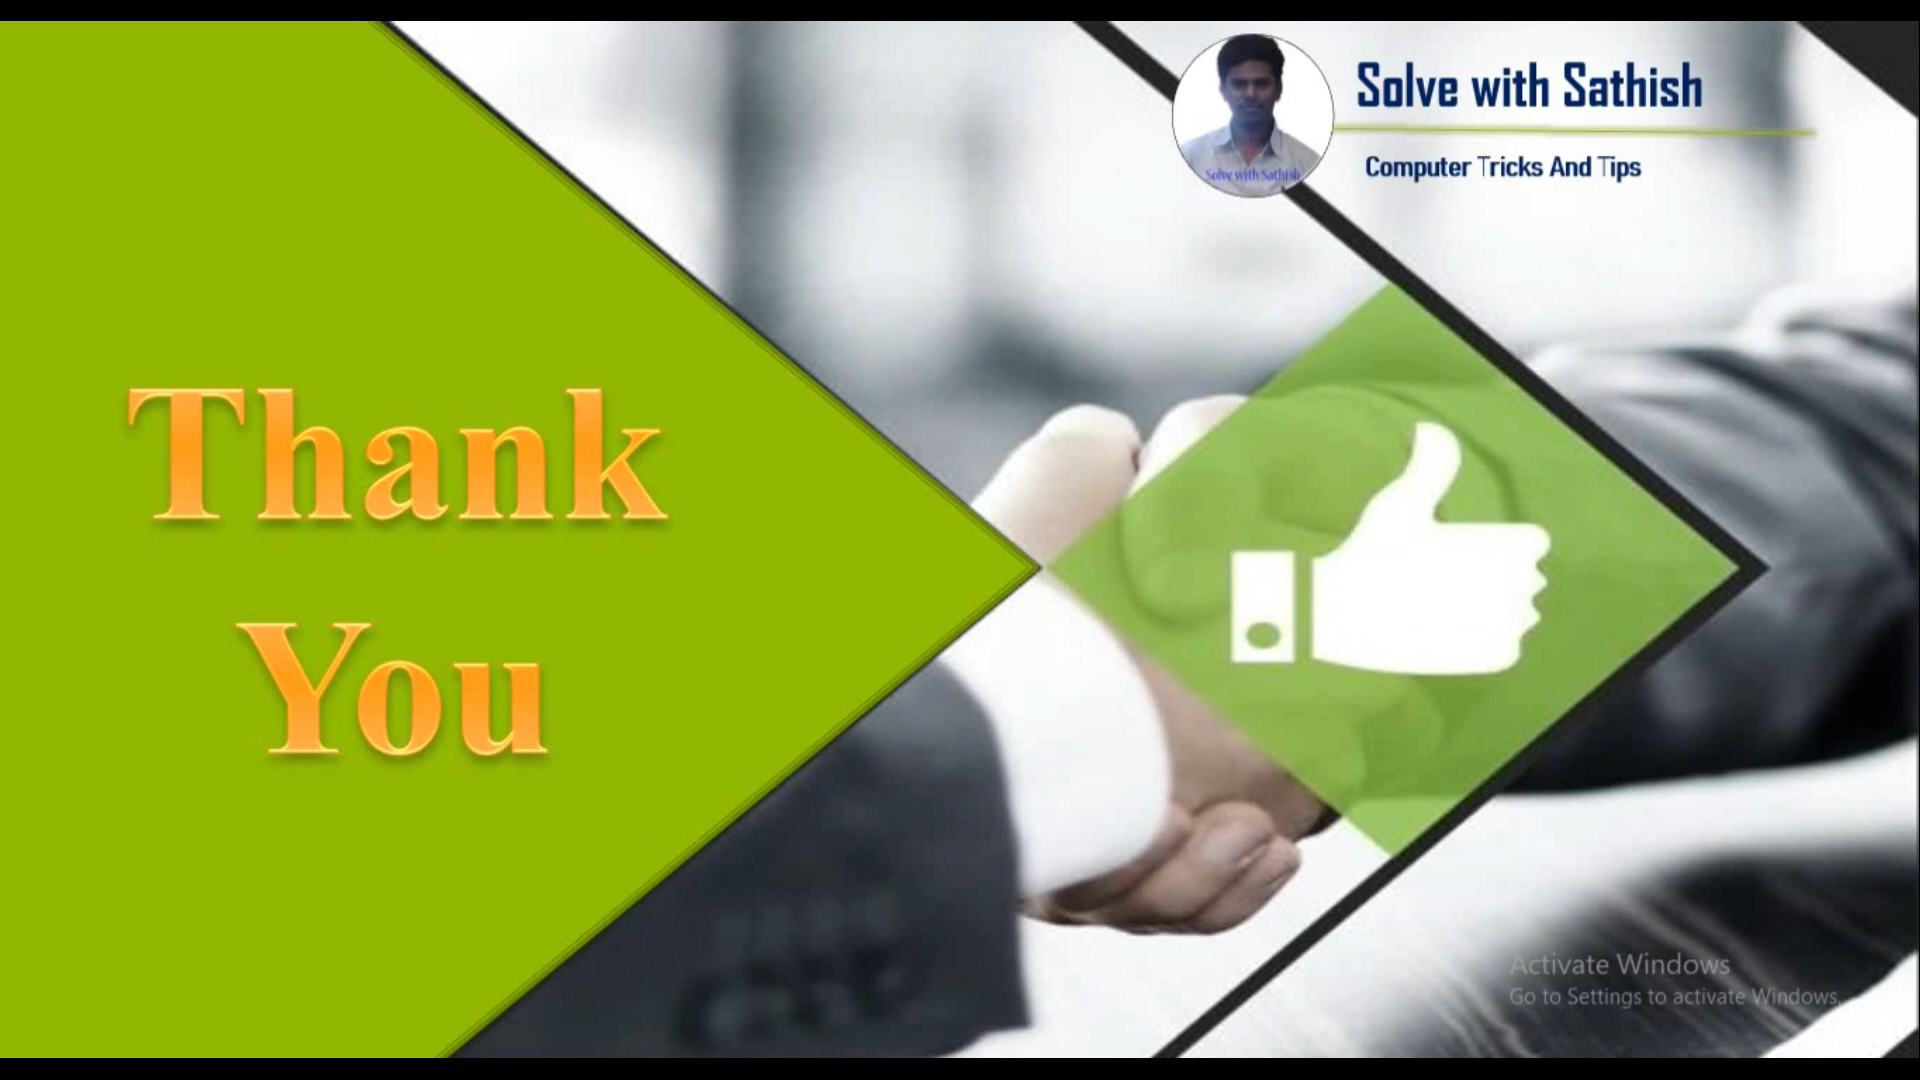 Solve with Sathish
Computer Tricks And Tips
Solve with Sathish
Thank
You
Activate Windows
Go to Settings to activate Windows.